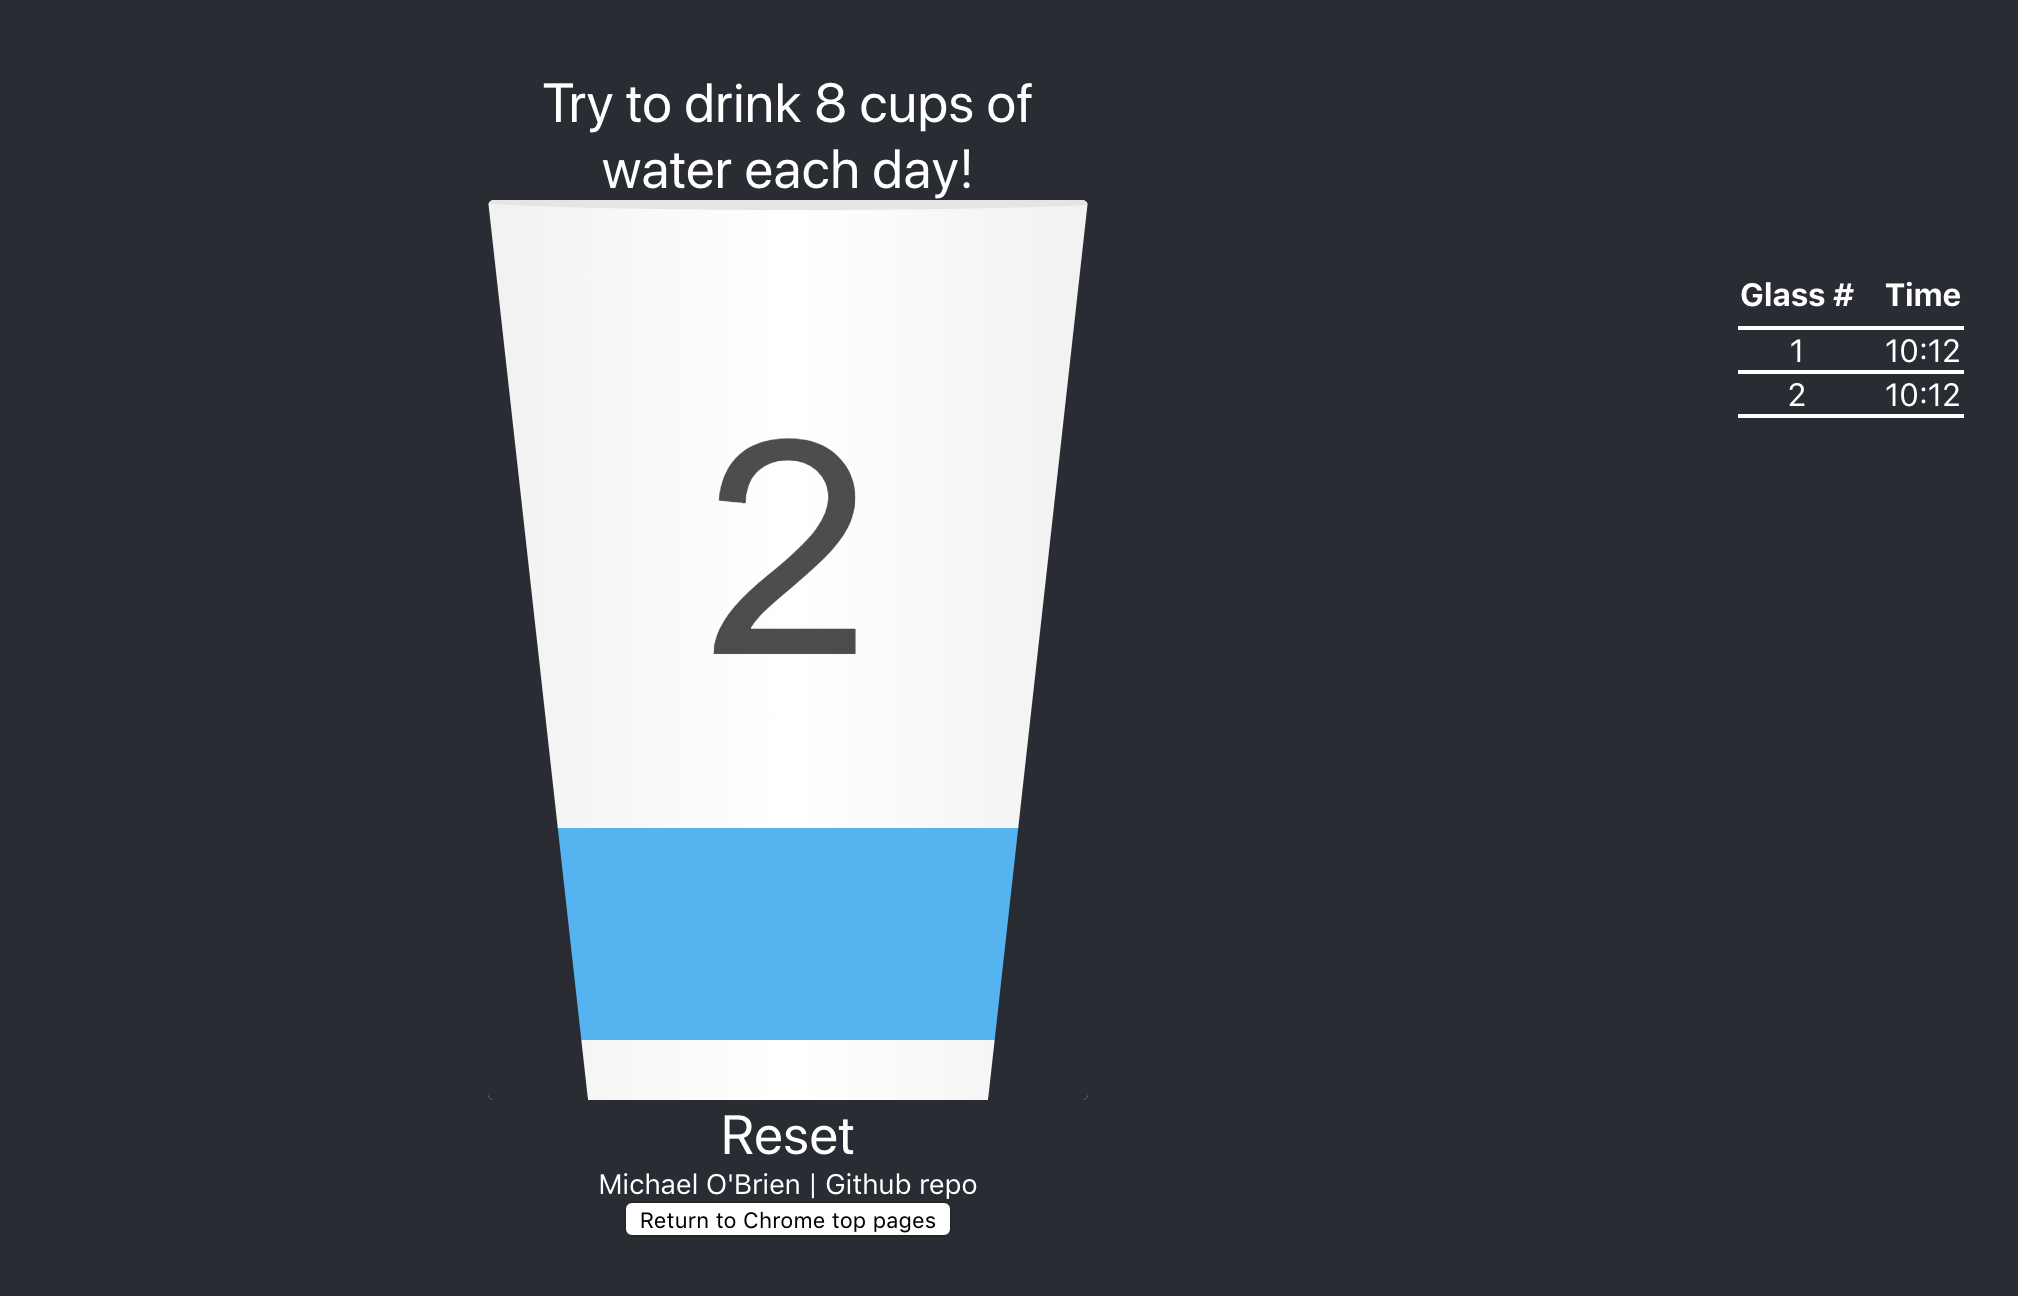 Try to drink 8 cups of
water each day!
2
Glass # Time
1 10:12
2 10:12
Reset
Michael O'Brien | Github repo
Return to Chrome top pages